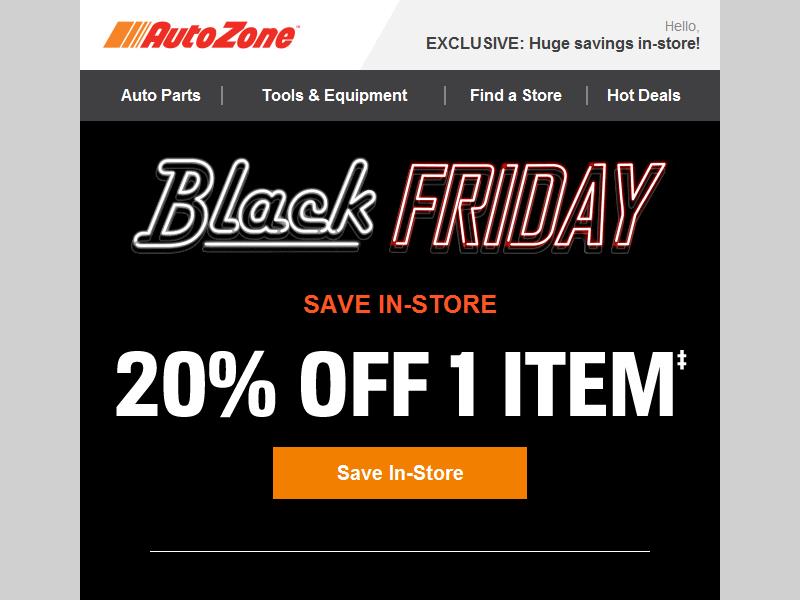 AutoZone™
Hello,
EXCLUSIVE: Huge savings in-store!
Auto Parts | Tools & Equipment | Find a Store | Hot Deals
Black FRIDAY
SAVE IN-STORE
20% OFF 1 ITEM‡
Save In-Store